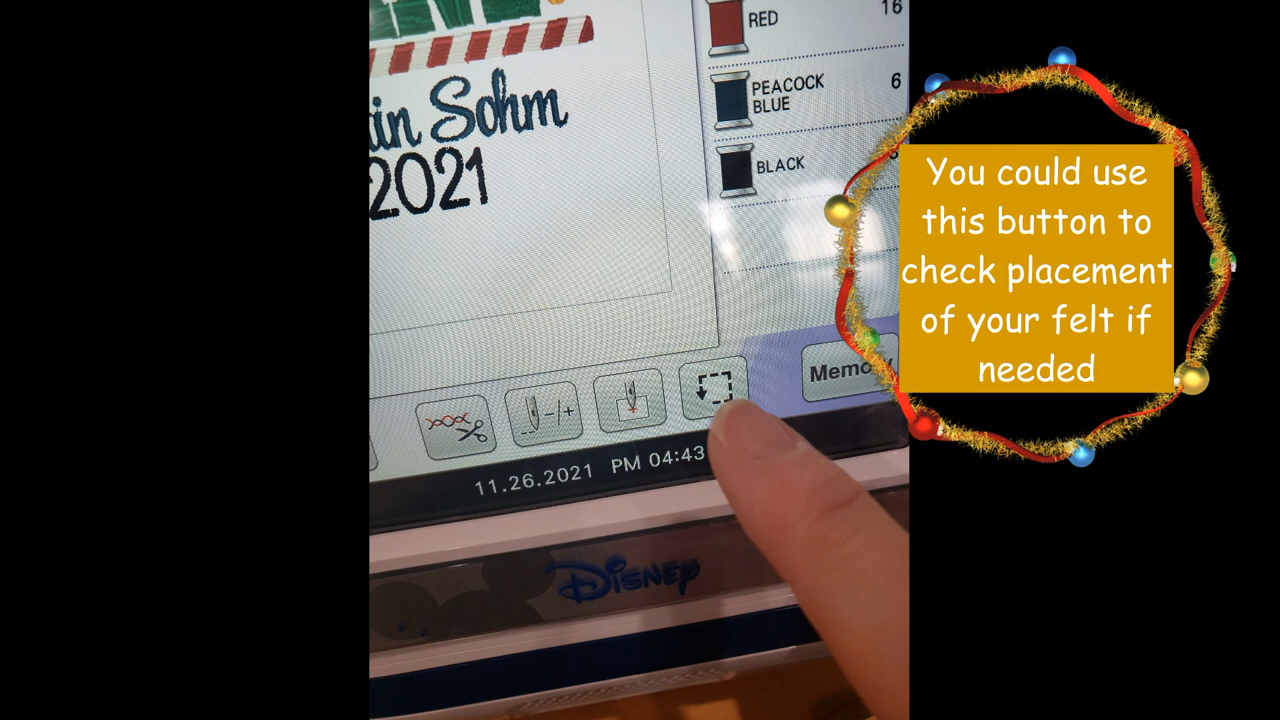 RED 16
PEACOCK
BLUE 6
BLACK
in Sohm
2021
-/+
Memory
11.26.2021 PM 04:43
Disney
You could use
this button to
check placement
of your felt if
needed